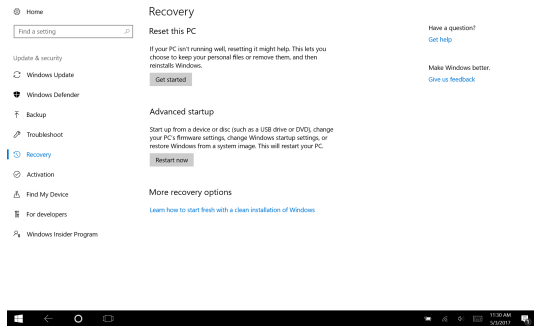 Home
Find a setting
Update & security
Windows Update
Windows Defender
Backup
Troubleshoot
Recovery
Activation
Find My Device
For developers
Windows Insider Program
Recovery
Reset this PC
If your PC isn't running well, resetting it might help. This lets you
choose to keep your personal files or remove them, and then
reinstalls Windows.
Get started
Advanced startup
Start up from a device or disc (such as a USB drive or DVD), change
your PC's firmware settings, change Windows startup settings, or
restore Windows from a system image. This will restart your PC.
Restart now
More recovery options
Learn how to start fresh with a clean installation of Windows
Have a question?
Get help
Make Windows better.
Give us feedback
11:30 AM
5/3/2017